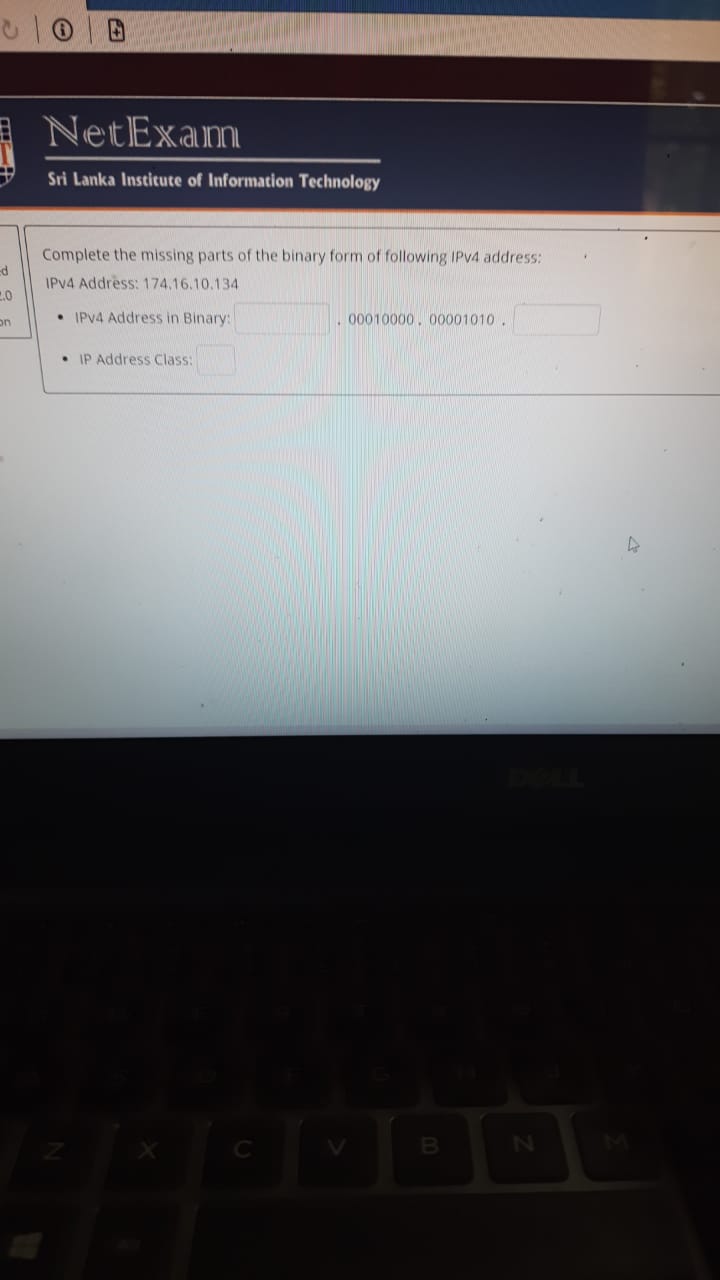 NetExam
Sri Lanka Institute of Information Technology
Complete the missing parts of the binary form of following IPv4 address:
IPv4 Address: 174.16.10.134
• IPv4 Address in Binary: . 00010000 . 00001010 .
• IP Address Class:
DELL
Z X C V B N M